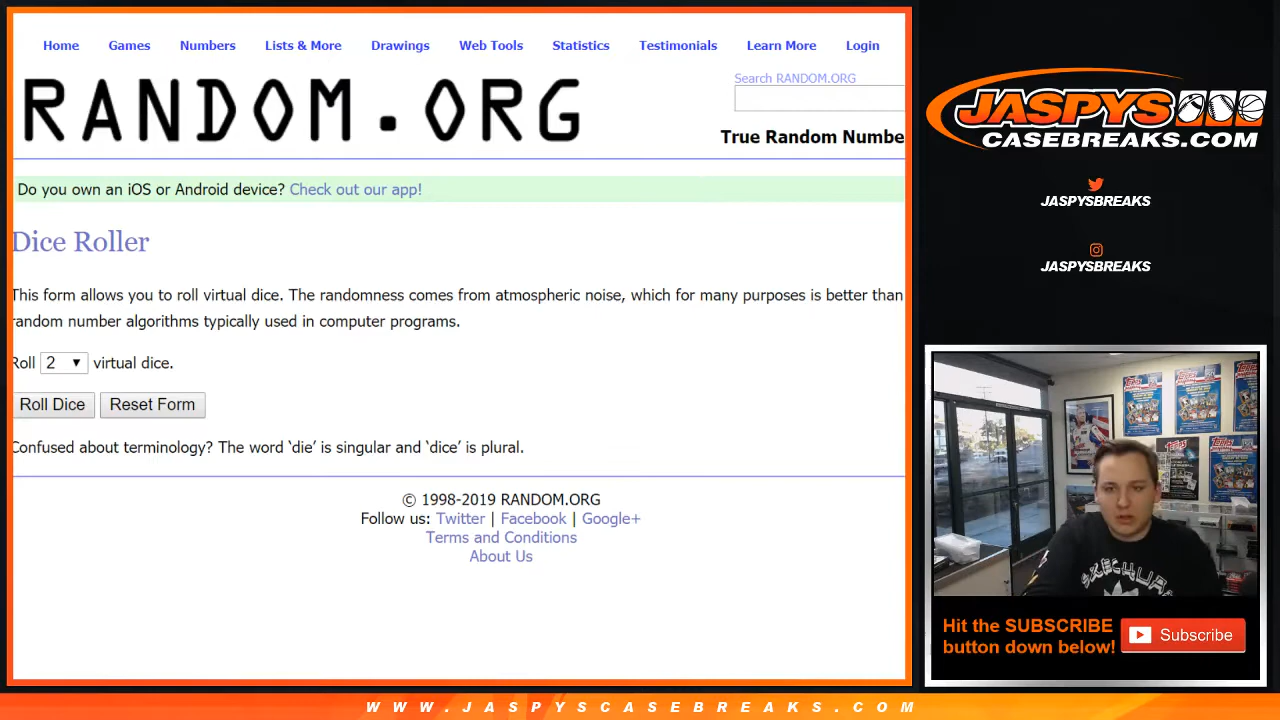 Home Games Numbers Lists & More Drawings Web Tools Statistics Testimonials Learn More Login
RANDOM.ORG
Search RANDOM.ORG
True Random Numbe
Do you own an iOS or Android device? Check out our app!
Dice Roller
This form allows you to roll virtual dice. The randomness comes from atmospheric noise, which for many purposes is better than
random number algorithms typically used in computer programs.
Roll 2 virtual dice.
Roll Dice Reset Form
Confused about terminology? The word ‘die’ is singular and ‘dice’ is plural.
© 1998-2019 RANDOM.ORG
Follow us: Twitter | Facebook | Google+
Terms and Conditions
About Us
JASPYS
CASEBREAKS.COM
JASPYSBREAKS
JASPYSBREAKS
Topps
Topps
Topps
Hit the SUBSCRIBE
button down below!
Subscribe
WWW.JASPYSCASEBREAKS.COM